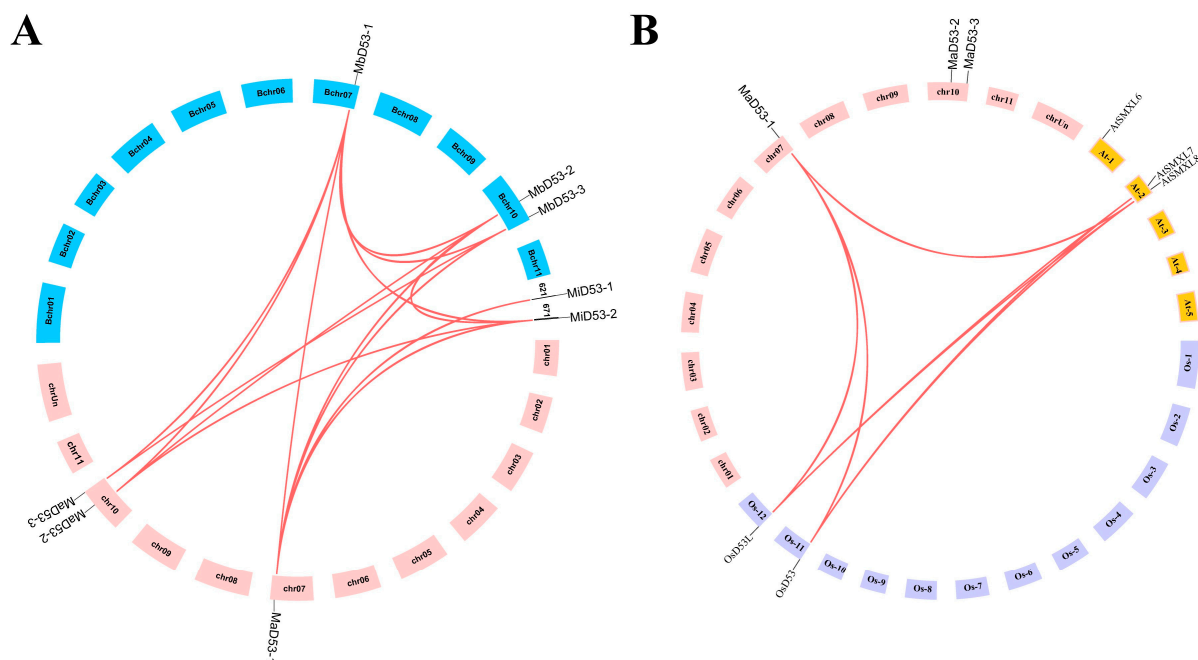 A
MbD53-1
Bchr01
Bchr02
Bchr03
Bchr04
Bchr05
Bchr06
Bchr07
Bchr08
Bchr09
Bchr10
MbD53-2
MbD53-3
Bchr11
621
MiD53-1
671
MiD53-2
chr01
chr02
chr03
chr04
chr05
chr06
chr07
MaD53-
chr08
chr09
chr10
MaD53-2
MaD53-3
chr11
chrUn
B
MaD53-2
MaD53-3
MaD53-1
chr01
chr02
chr03
chr04
chr05
chr06
chr07
chr08
chr09
chr10
chr11
chrUn
AtSMXL6
At-1
At-2
AtSMXL7
AtSMXL8
At-3
At-4
At-5
Os-1
Os-2
Os-3
Os-4
Os-5
Os-6
Os-7
Os-8
Os-9
Os-10
Os-11
OsD53
Os-12
OsD53L